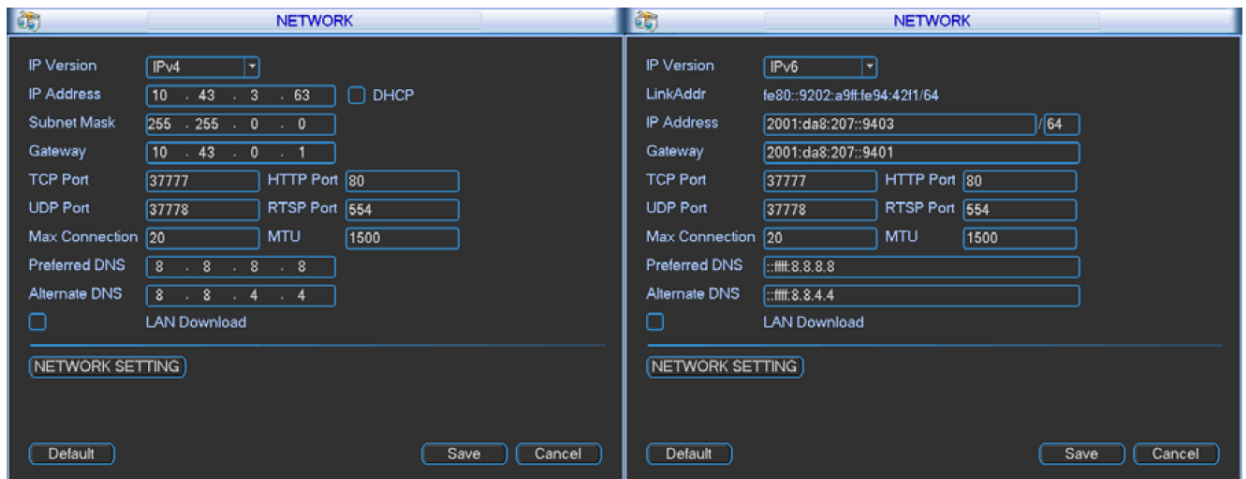 NETWORK
IP Version IPv4
IP Address 10 . 43 . 3 . 63 DHCP
Subnet Mask 255 . 255 . 0 . 0
Gateway 10 . 43 . 0 . 1
TCP Port 37777 HTTP Port 80
UDP Port 37778 RTSP Port 554
Max Connection 20 MTU 1500
Preferred DNS 8 . 8 . 8 . 8
Alternate DNS 8 . 8 . 4 . 4
LAN Download
NETWORK SETTING
Default Save Cancel
NETWORK
IP Version IPv6
LinkAddr fe80::9202:a9ff:fe94:42f1/64
IP Address 2001:da8:207::9403 / 64
Gateway 2001:da8:207::9401
TCP Port 37777 HTTP Port 80
UDP Port 37778 RTSP Port 554
Max Connection 20 MTU 1500
Preferred DNS ::ffff:8.8.8.8
Alternate DNS ::ffff:8.8.4.4
LAN Download
NETWORK SETTING
Default Save Cancel